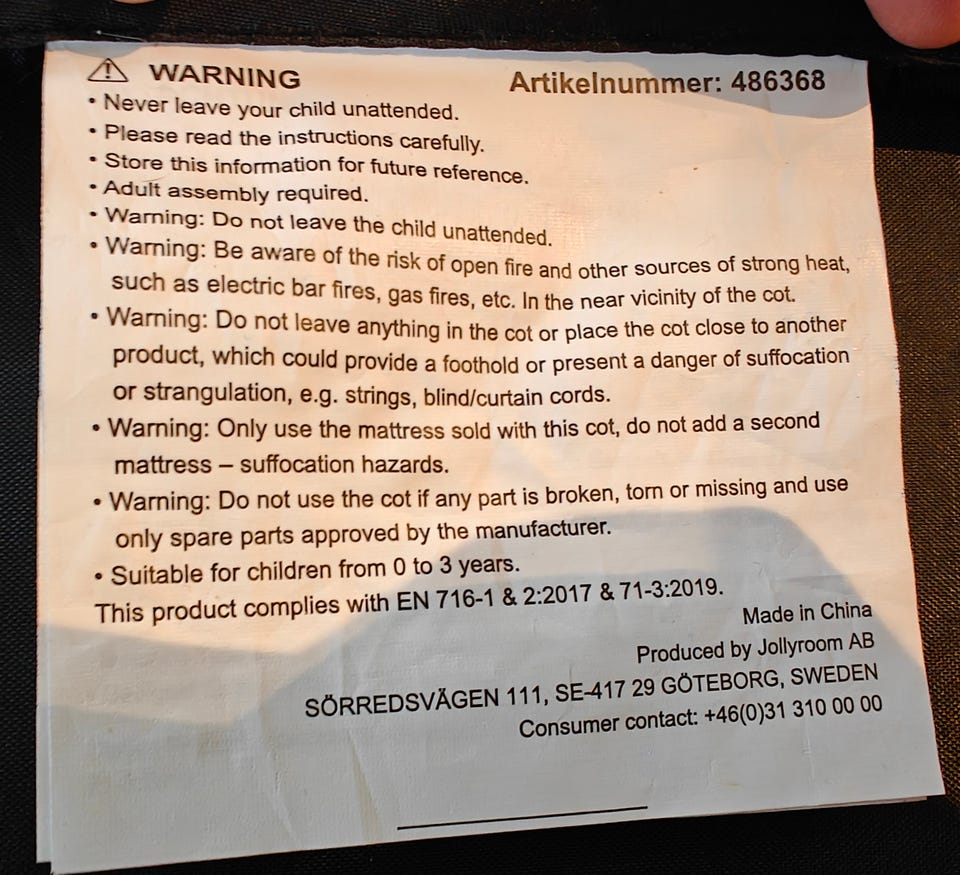 ⚠ WARNING Artikelnummer: 486368
• Never leave your child unattended.
• Please read the instructions carefully.
• Store this information for future reference.
• Adult assembly required.
• Warning: Do not leave the child unattended.
• Warning: Be aware of the risk of open fire and other sources of strong heat,
such as electric bar fires, gas fires, etc. In the near vicinity of the cot.
• Warning: Do not leave anything in the cot or place the cot close to another
product, which could provide a foothold or present a danger of suffocation
or strangulation, e.g. strings, blind/curtain cords.
• Warning: Only use the mattress sold with this cot, do not add a second
mattress – suffocation hazards.
• Warning: Do not use the cot if any part is broken, torn or missing and use
only spare parts approved by the manufacturer.
• Suitable for children from 0 to 3 years.
This product complies with EN 716-1 & 2:2017 & 71-3:2019.
Made in China
Produced by Jollyroom AB
SÖRREDSVÄGEN 111, SE-417 29 GÖTEBORG, SWEDEN
Consumer contact: +46(0)31 310 00 00